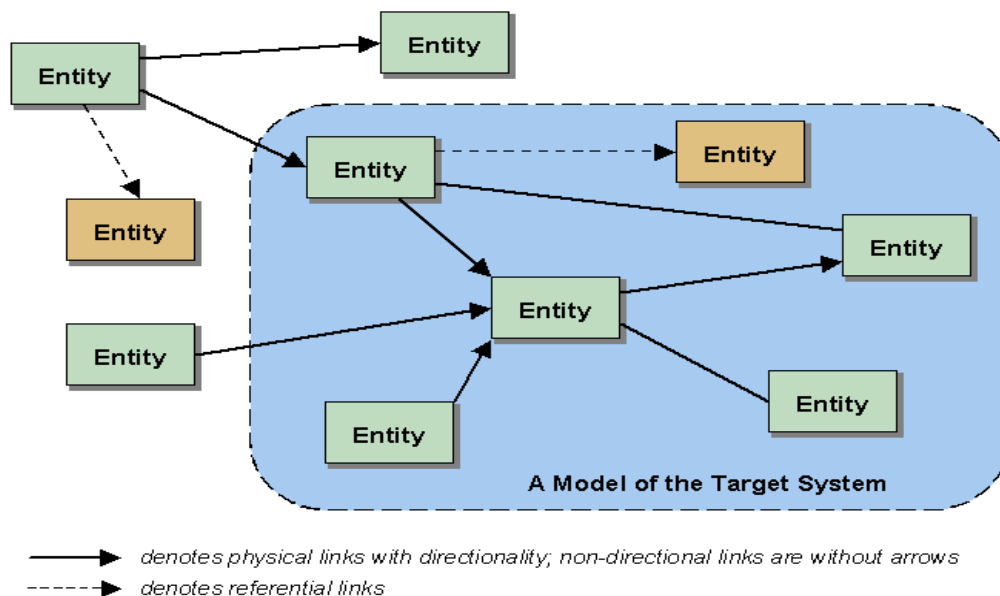 Entity
Entity
Entity
Entity
Entity
Entity
Entity
Entity
Entity
Entity
A Model of the Target System
denotes physical links with directionality; non-directional links are without arrows
denotes referential links